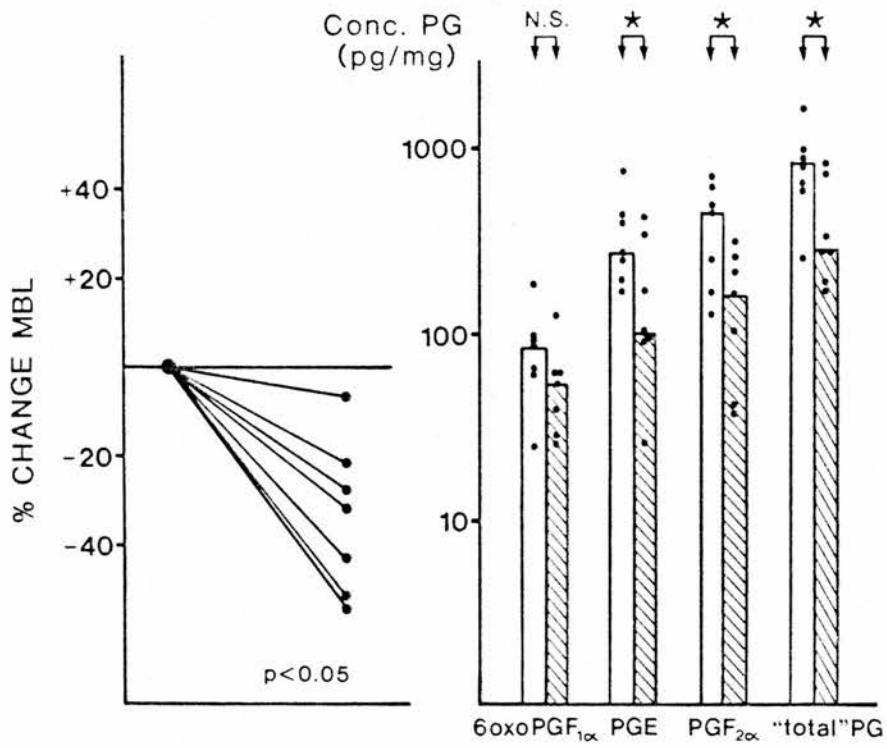 Conc. PG
(pg/mg)
N.S.
★
★
★
% CHANGE MBL
+40
+20
-20
-40
p<0.05
1000
100
10
6oxoPGF1α
PGE
PGF2α
"total" PG